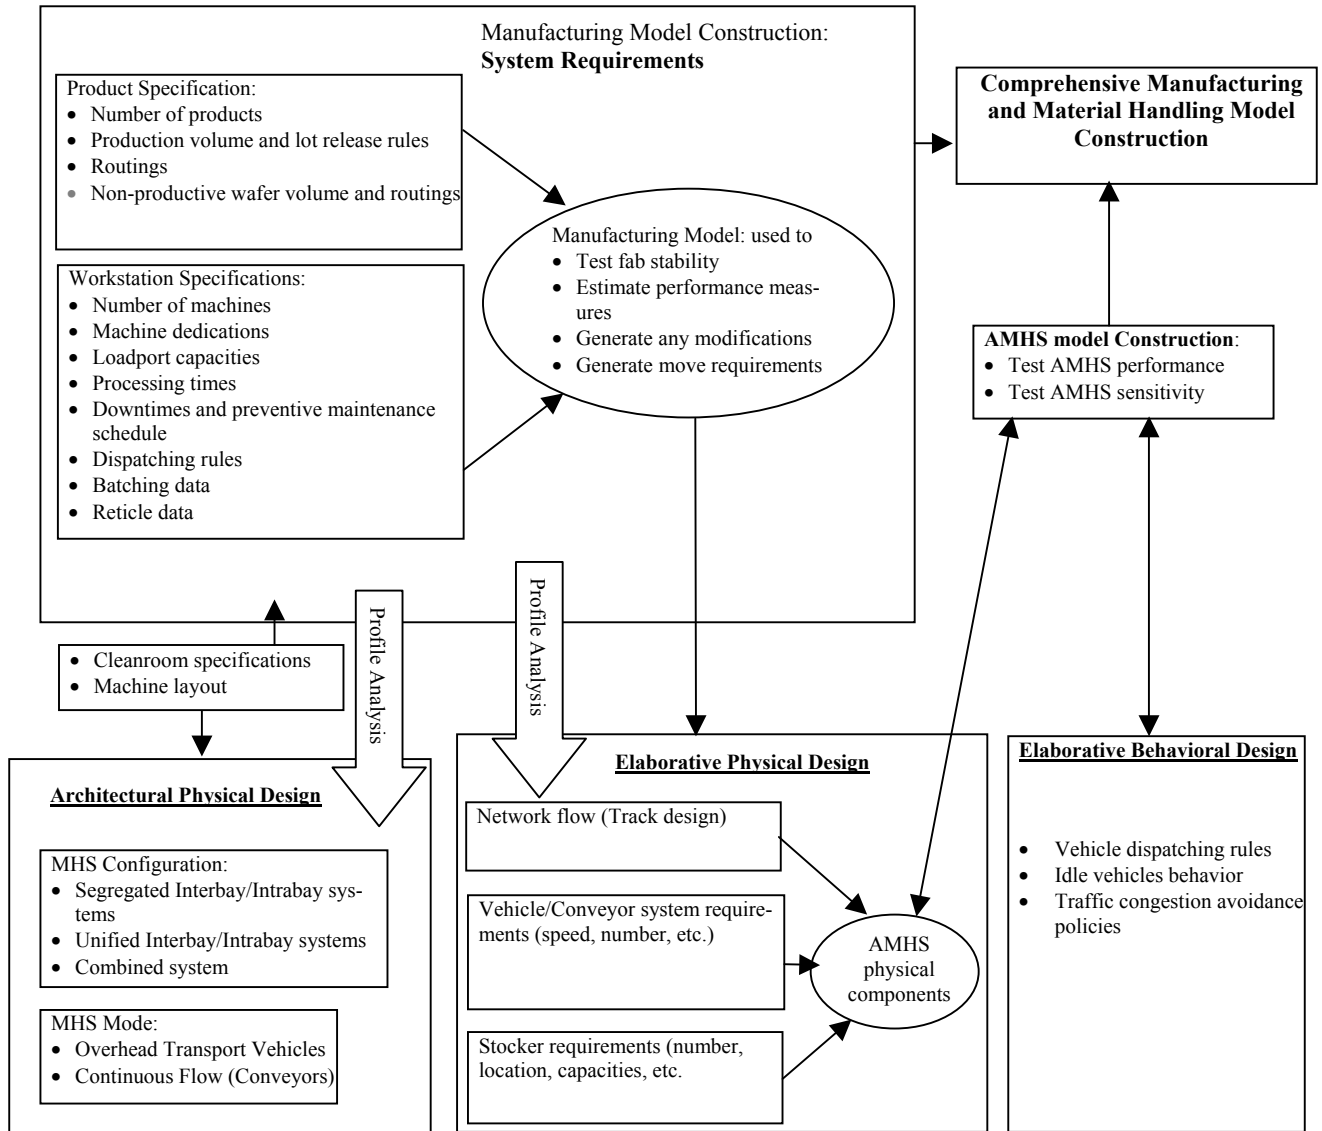 Manufacturing Model Construction:
System Requirements
Product Specification:
• Number of products
• Production volume and lot release rules
• Routings
• Non-productive wafer volume and routings
Workstation Specifications:
• Number of machines
• Machine dedications
• Loadport capacities
• Processing times
• Downtimes and preventive maintenance
schedule
• Dispatching rules
• Batching data
• Reticle data
Manufacturing Model: used to
• Test fab stability
• Estimate performance meas-
ures
• Generate any modifications
• Generate move requirements
Comprehensive Manufacturing
and Material Handling Model
Construction
AMHS model Construction:
• Test AMHS performance
• Test AMHS sensitivity
Profile Analysis
Profile Analysis
• Cleanroom specifications
• Machine layout
Architectural Physical Design
MHS Configuration:
• Segregated Interbay/Intrabay sys-
tems
• Unified Interbay/Intrabay systems
• Combined system
MHS Mode:
• Overhead Transport Vehicles
• Continuous Flow (Conveyors)
Elaborative Physical Design
Network flow (Track design)
Vehicle/Conveyor system require-
ments (speed, number, etc.)
Stocker requirements (number,
location, capacities, etc.
AMHS
physical
components
Elaborative Behavioral Design
• Vehicle dispatching rules
• Idle vehicles behavior
• Traffic congestion avoidance
policies